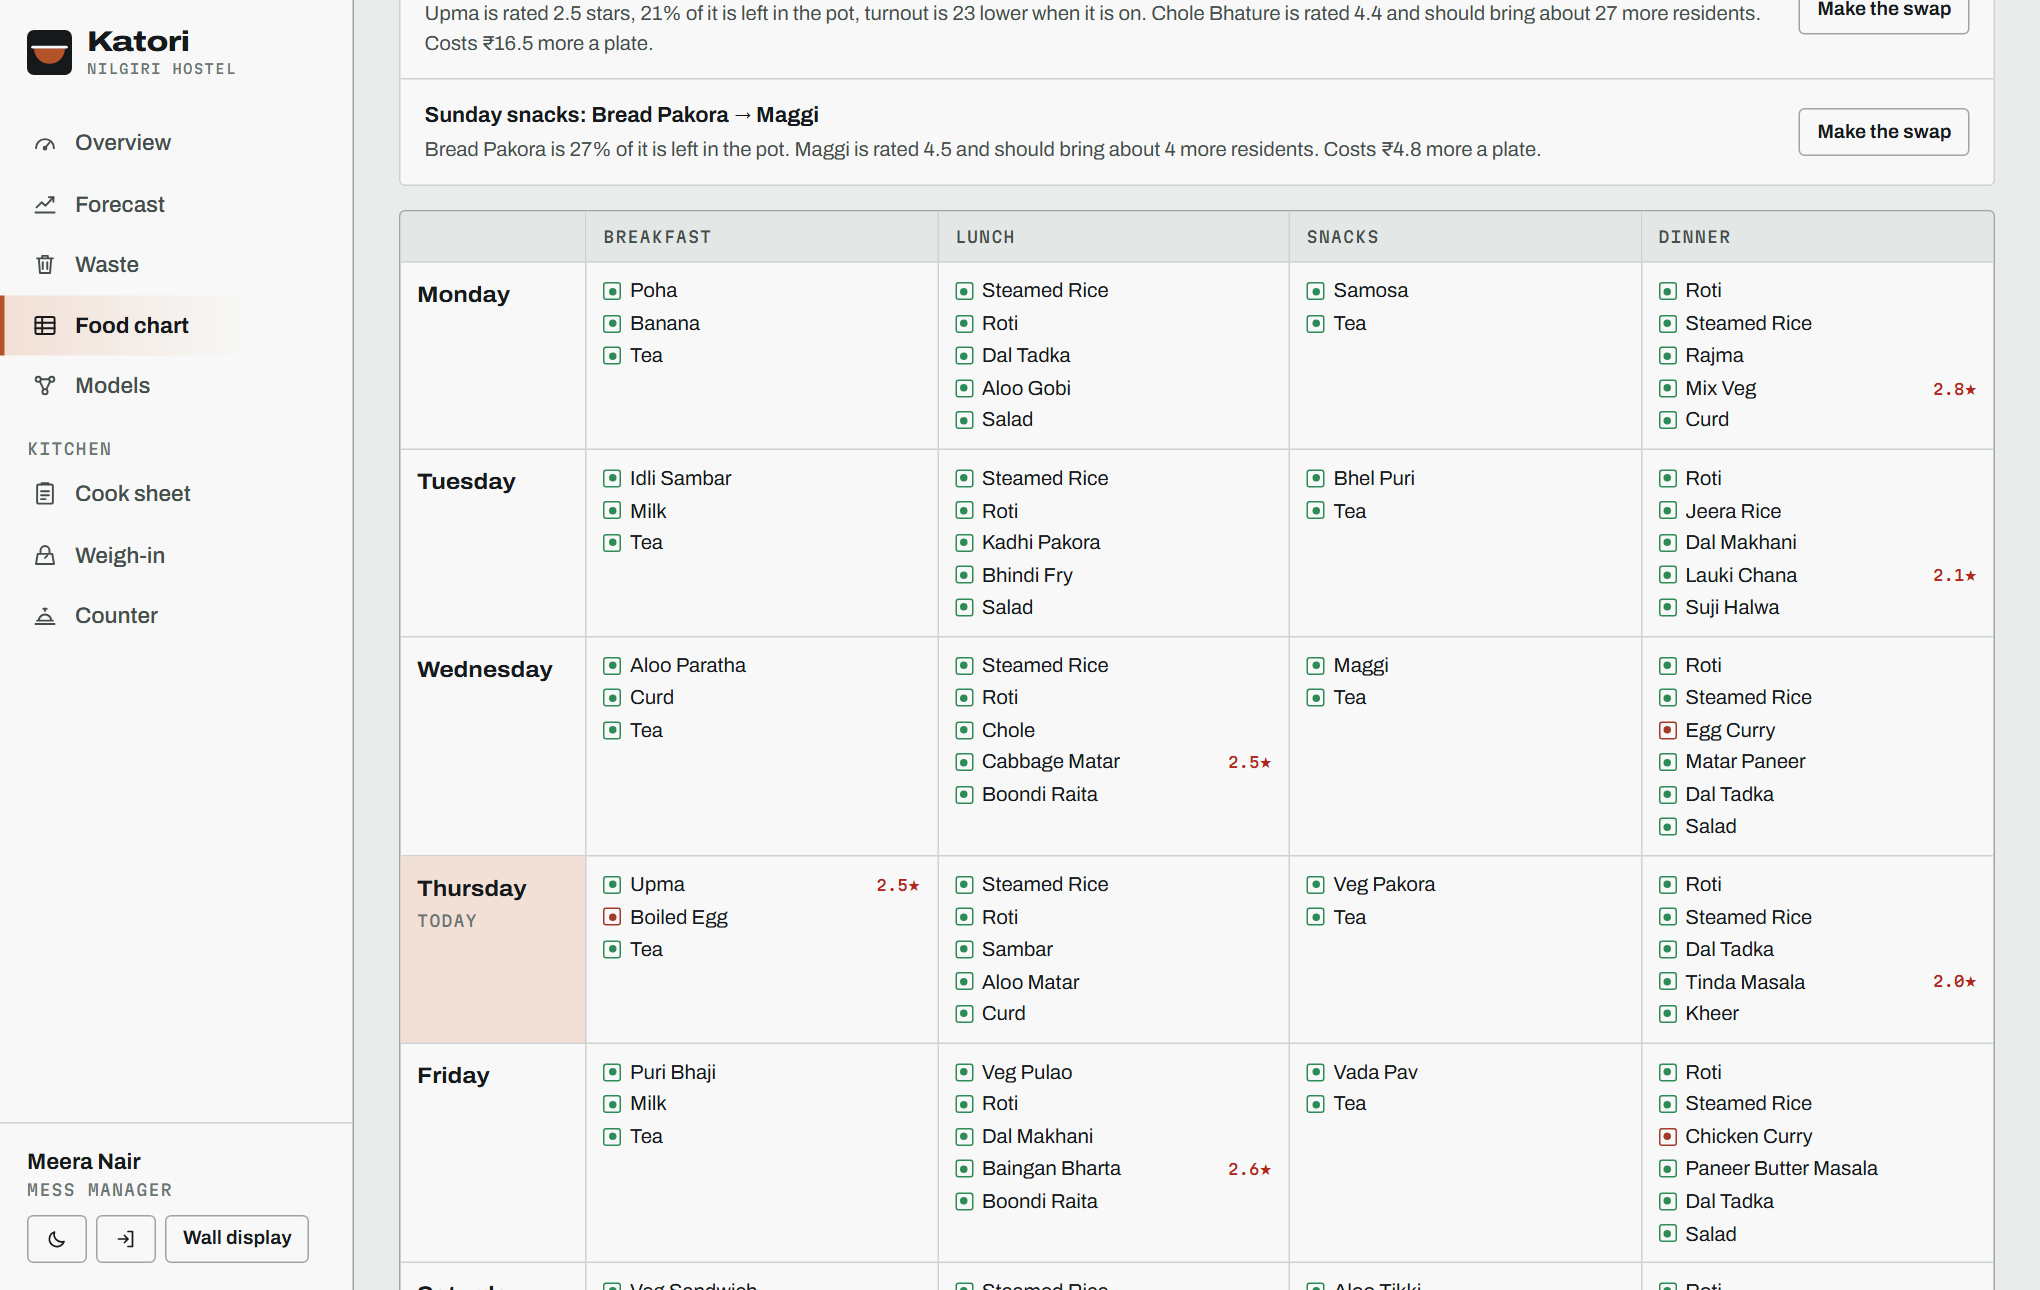 Katori
NILGIRI HOSTEL
Overview
Forecast
Waste
Food chart
Models
KITCHEN
Cook sheet
Weigh-in
Counter
Meera Nair
MESS MANAGER
Wall display
Upma is rated 2.5 stars, 21% of it is left in the pot, turnout is 23 lower when it is on. Chole Bhature is rated 4.4 and should bring about 27 more residents.
Costs ₹16.5 more a plate.
Make the swap
Sunday snacks: Bread Pakora → Maggi
Bread Pakora is 27% of it is left in the pot. Maggi is rated 4.5 and should bring about 4 more residents. Costs ₹4.8 more a plate.
Make the swap
BREAKFAST LUNCH SNACKS DINNER
Monday
Poha
Banana
Tea
Steamed Rice
Roti
Dal Tadka
Aloo Gobi
Salad
Samosa
Tea
Roti
Steamed Rice
Rajma
Mix Veg 2.8★
Curd
Tuesday
Idli Sambar
Milk
Tea
Steamed Rice
Roti
Kadhi Pakora
Bhindi Fry
Salad
Bhel Puri
Tea
Roti
Jeera Rice
Dal Makhani
Lauki Chana 2.1★
Suji Halwa
Wednesday
Aloo Paratha
Curd
Tea
Steamed Rice
Roti
Chole
Cabbage Matar 2.5★
Boondi Raita
Maggi
Tea
Roti
Steamed Rice
Egg Curry
Matar Paneer
Dal Tadka
Salad
Thursday
TODAY
Upma 2.5★
Boiled Egg
Tea
Steamed Rice
Roti
Sambar
Aloo Matar
Curd
Veg Pakora
Tea
Roti
Steamed Rice
Dal Tadka
Tinda Masala 2.0★
Kheer
Friday
Puri Bhaji
Milk
Tea
Veg Pulao
Roti
Dal Makhani
Baingan Bharta 2.6★
Boondi Raita
Vada Pav
Tea
Roti
Steamed Rice
Chicken Curry
Paneer Butter Masala
Dal Tadka
Salad
Veg Sandwich
Steamed Rice
Aloo Tikki
Roti